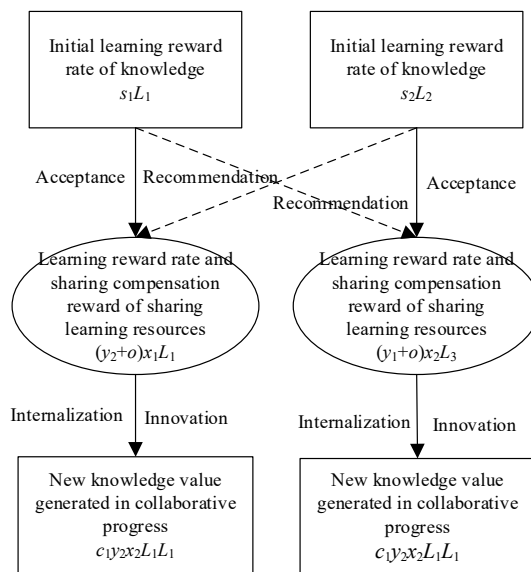 Initial learning reward
rate of knowledge
s₁L₁
Initial learning reward
rate of knowledge
s₂L₂
Acceptance
Recommendation
Recommendation
Acceptance
Learning reward rate and
sharing compensation
reward of sharing
learning resources
(y₂+o)x₁L₁
Learning reward rate and
sharing compensation
reward of sharing
learning resources
(y₁+o)x₂L₃
Internalization
Innovation
Internalization
Innovation
New knowledge value
generated in collaborative
progress
c₁y₂x₂L₁L₁
New knowledge value
generated in collaborative
progress
c₁y₂x₂L₁L₁